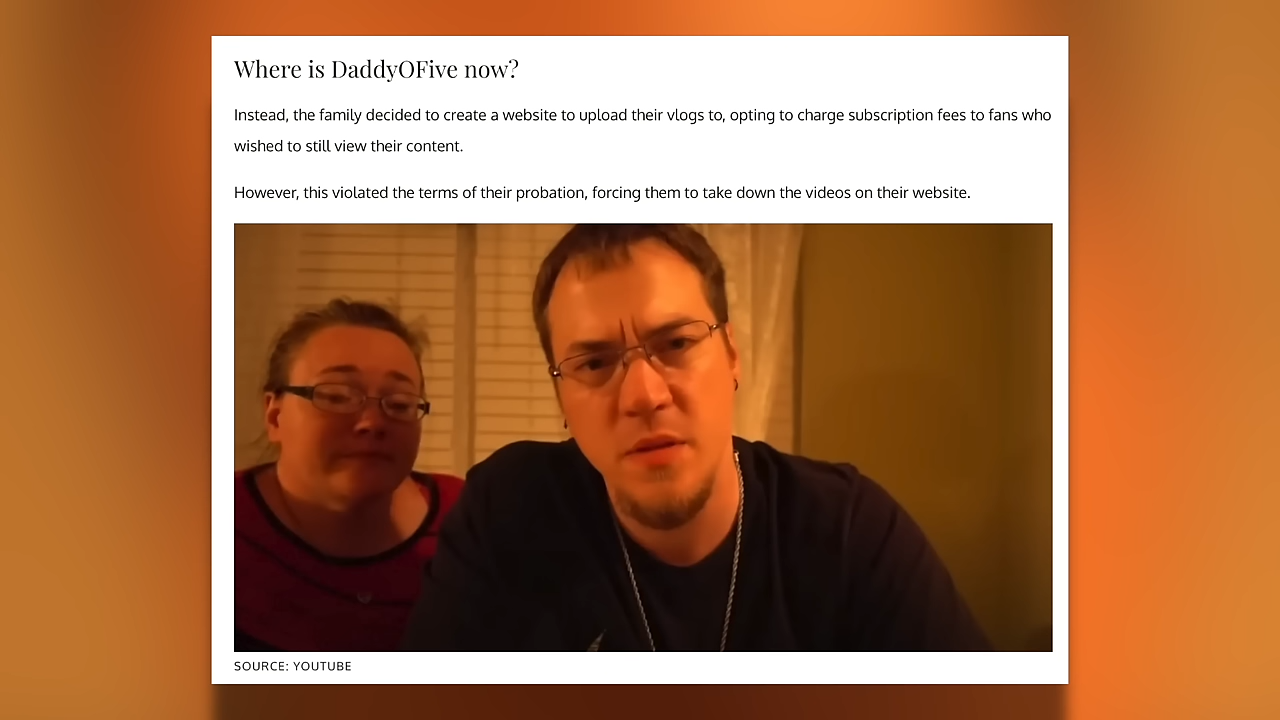 Where is DaddyOFive now?
Instead, the family decided to create a website to upload their vlogs to, opting to charge subscription fees to fans who
wished to still view their content.
However, this violated the terms of their probation, forcing them to take down the videos on their website.
SOURCE: YOUTUBE